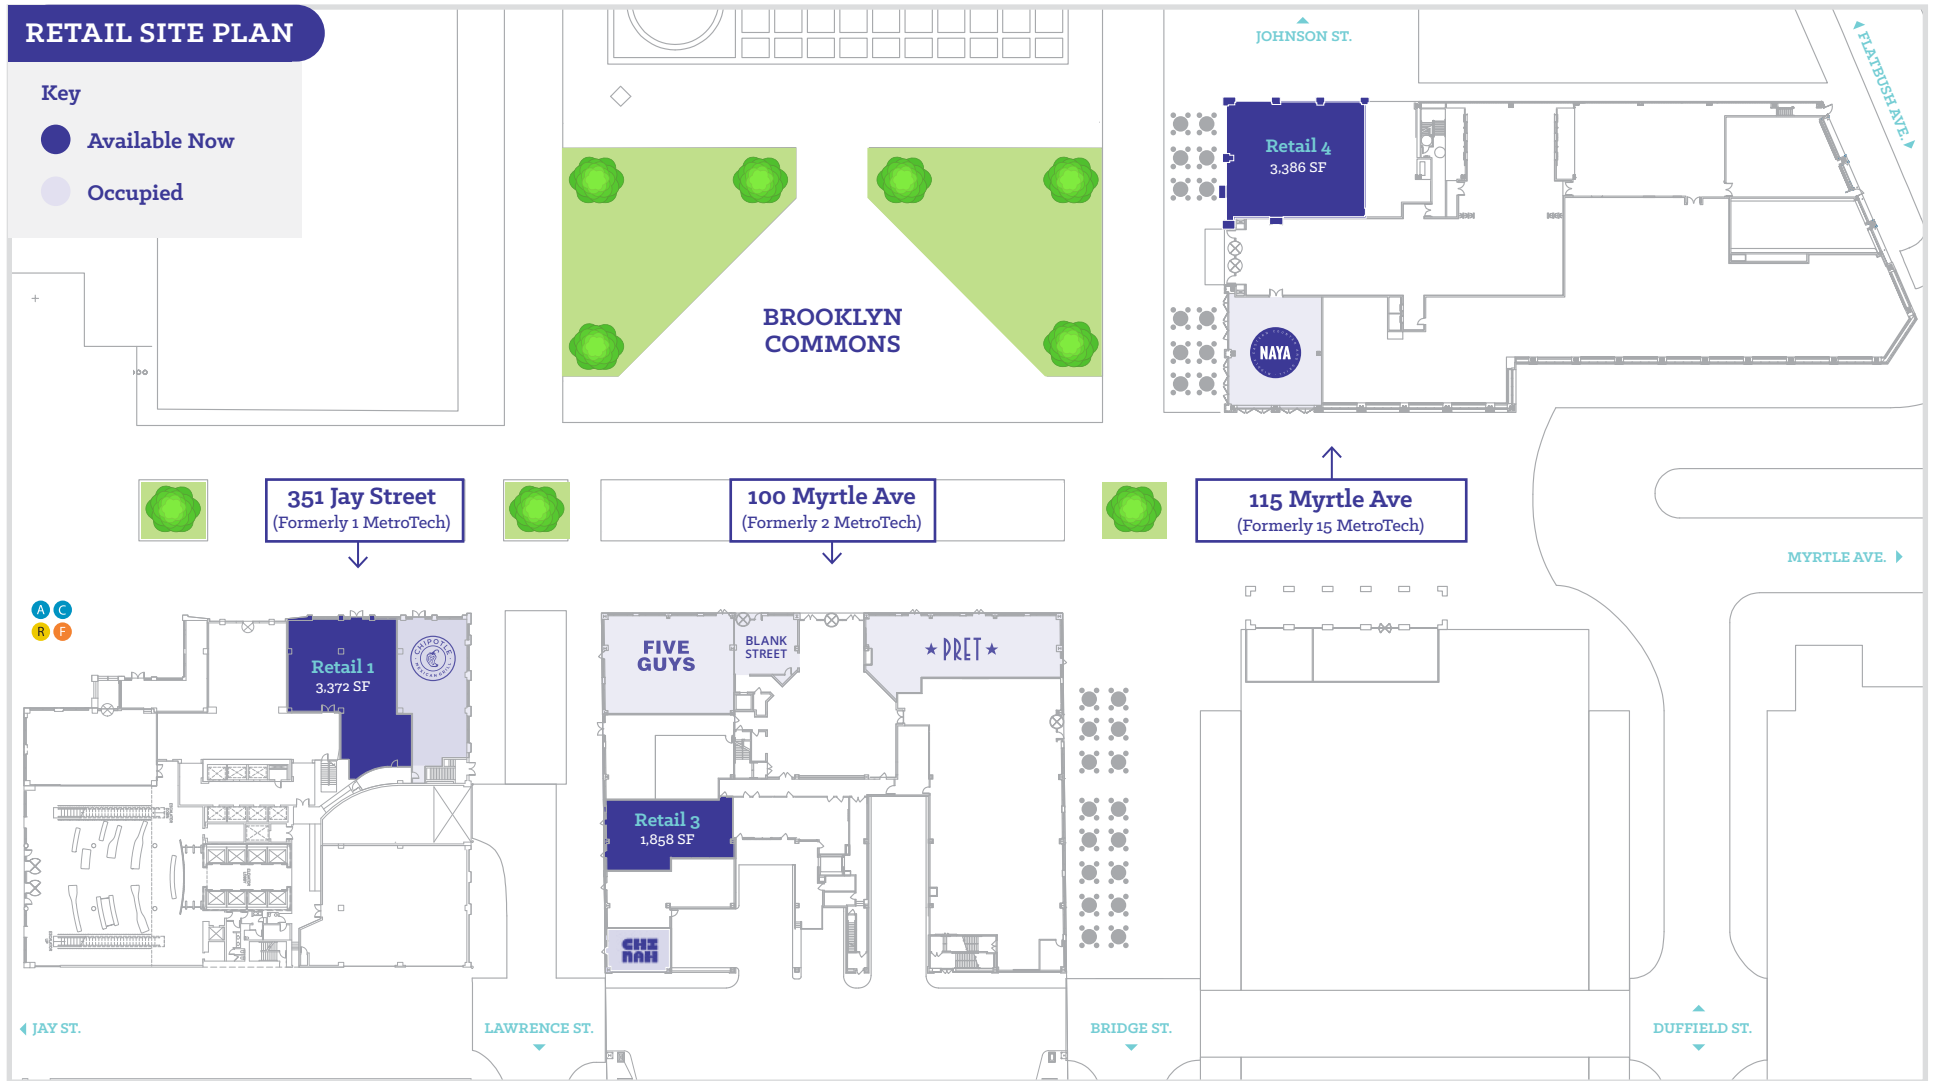 RETAIL SITE PLAN
Key
Available Now
Occupied
JOHNSON ST.
FLATBUSH AVE.
Retail 4
3,386 SF
BROOKLYN
COMMONS
NAYA
351 Jay Street
(Formerly 1 MetroTech)
100 Myrtle Ave
(Formerly 2 MetroTech)
115 Myrtle Ave
(Formerly 15 MetroTech)
MYRTLE AVE.
A C
R F
Retail 1
3,372 SF
CHIPOTLE
MEXICAN GRILL
FIVE
GUYS
BLANK
STREET
PRET
Retail 3
1,858 SF
CHI
NAH
JAY ST.
LAWRENCE ST.
BRIDGE ST.
DUFFIELD ST.